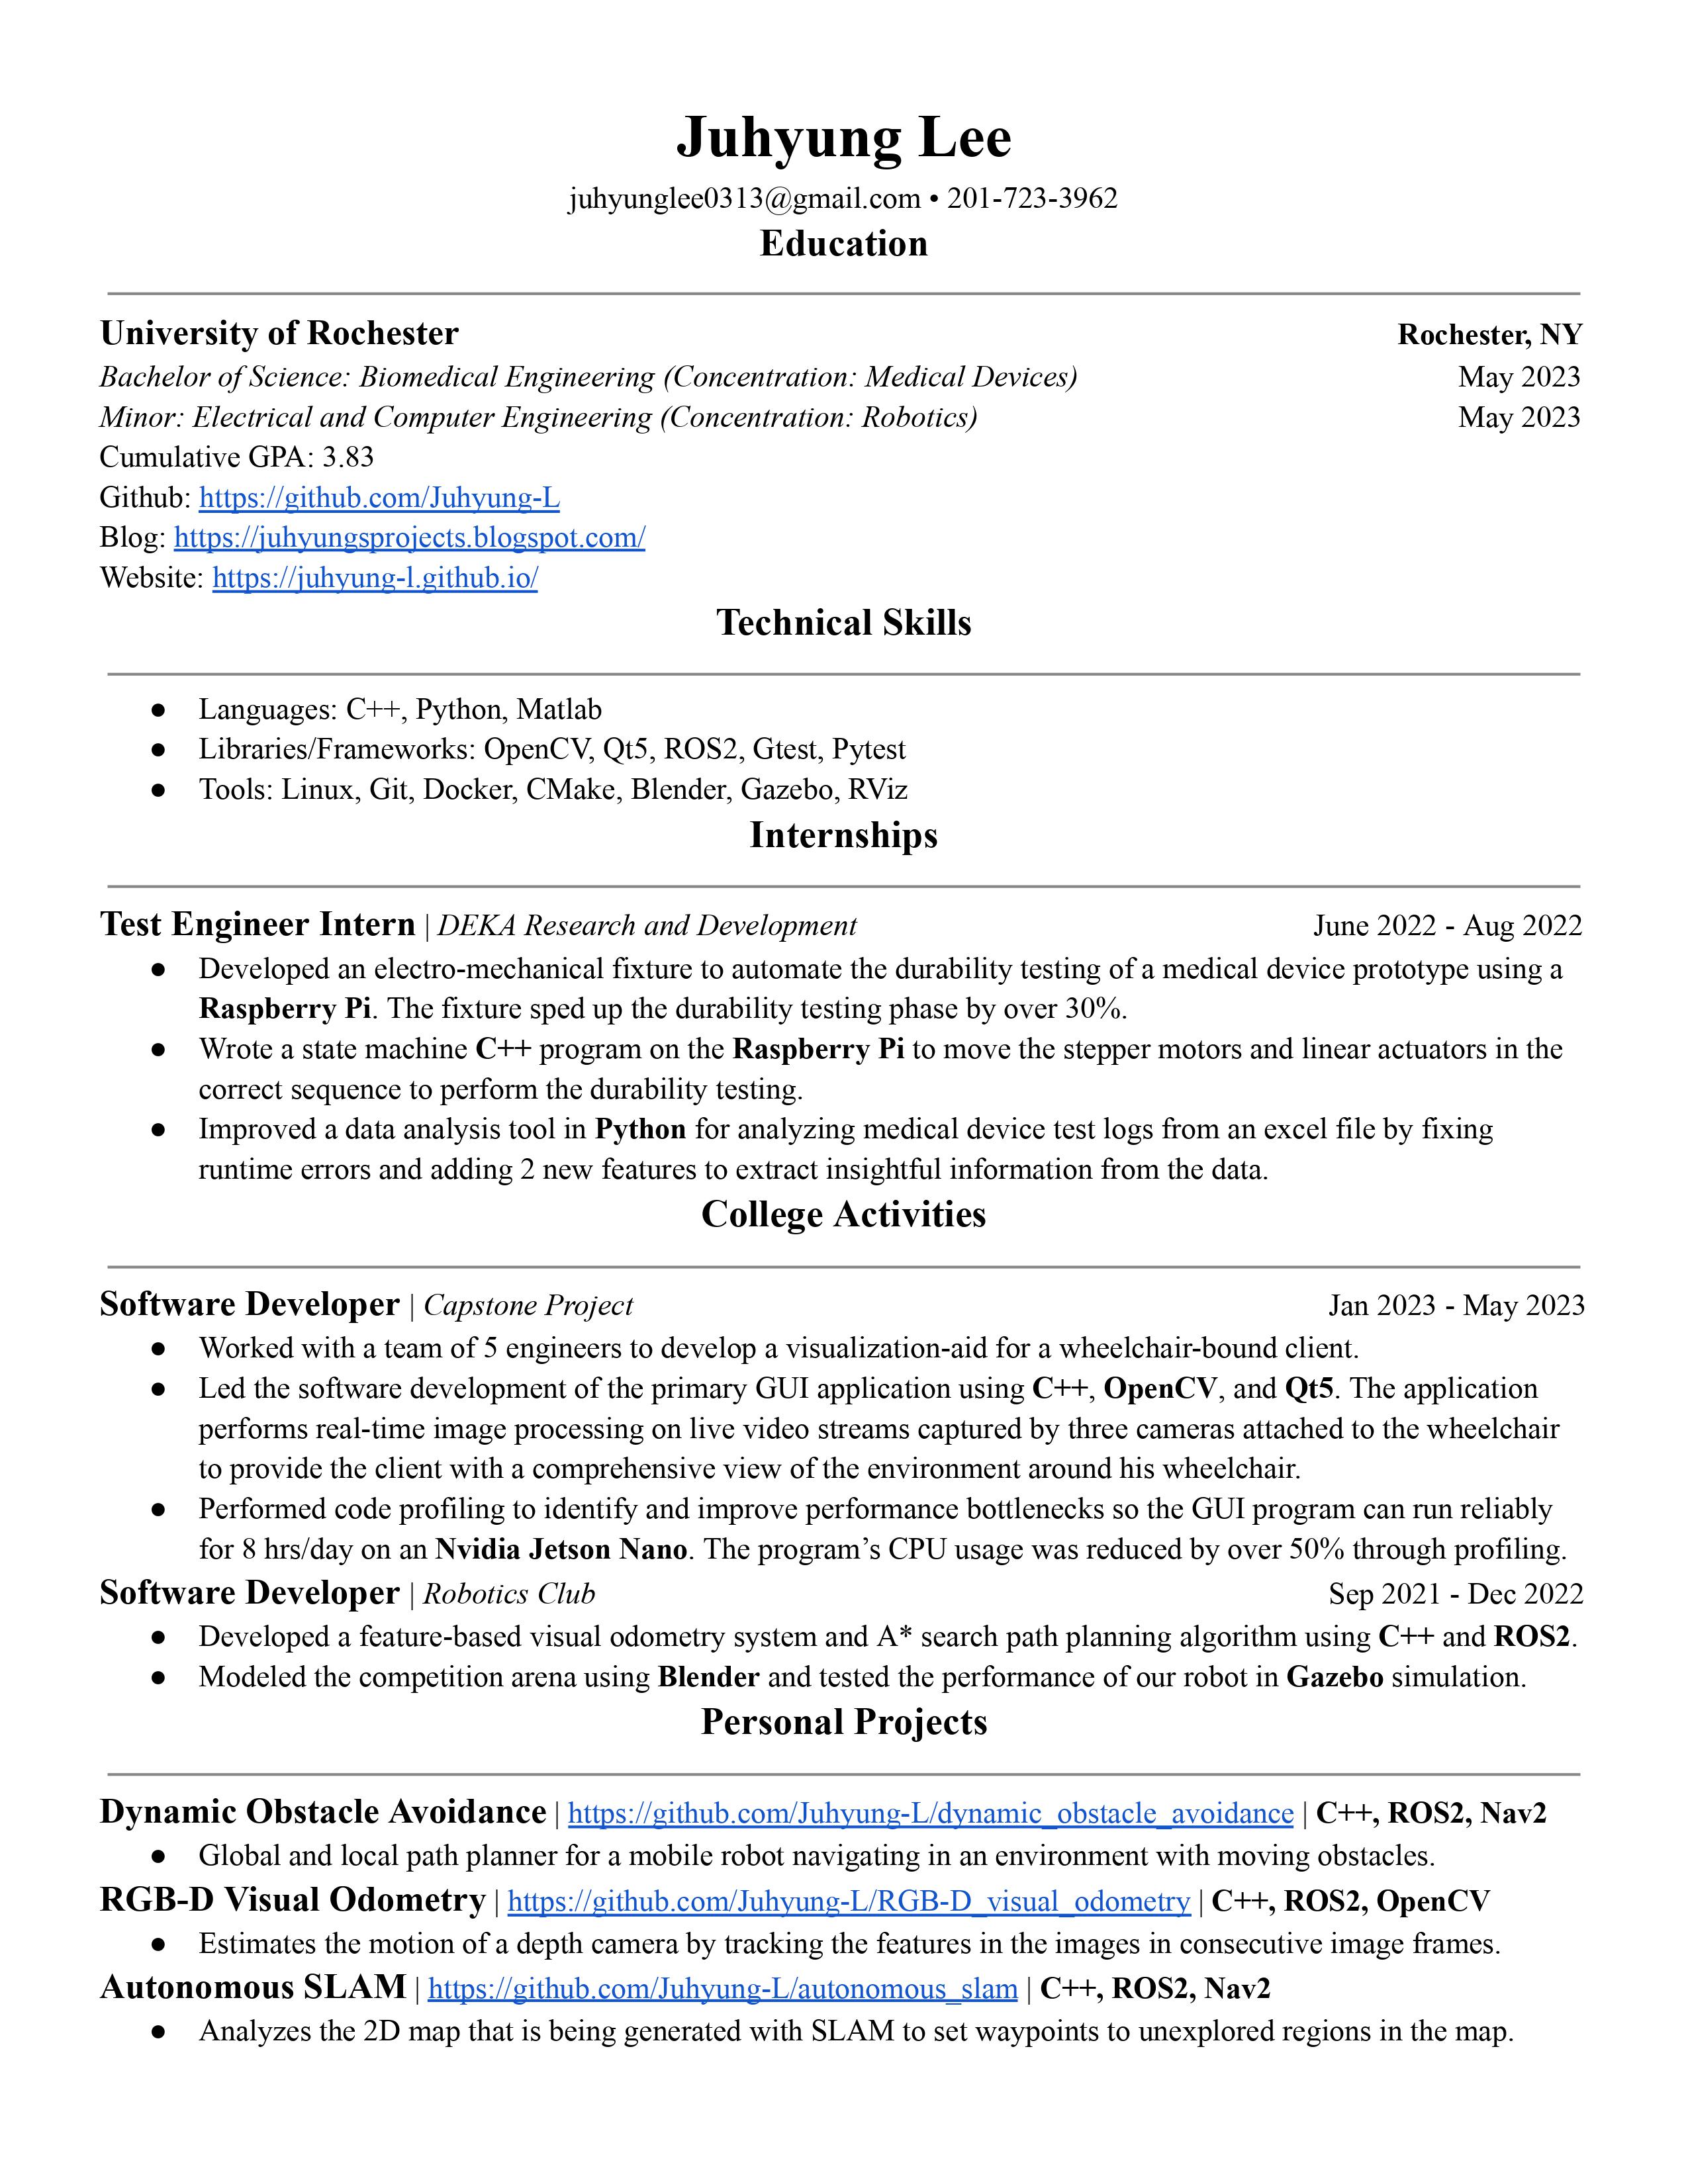 Juhyung Lee
juhyunglee0313@gmail.com • 201-723-3962
Education
University of Rochester Rochester, NY
Bachelor of Science: Biomedical Engineering (Concentration: Medical Devices) May 2023
Minor: Electrical and Computer Engineering (Concentration: Robotics) May 2023
Cumulative GPA: 3.83
Github: https://github.com/Juhyung-L
Blog: https://juhyungsprojects.blogspot.com/
Website: https://juhyung-l.github.io/
Technical Skills
● Languages: C++, Python, Matlab
● Libraries/Frameworks: OpenCV, Qt5, ROS2, Gtest, Pytest
● Tools: Linux, Git, Docker, CMake, Blender, Gazebo, RViz
Internships
Test Engineer Intern | DEKA Research and Development June 2022 - Aug 2022
● Developed an electro-mechanical fixture to automate the durability testing of a medical device prototype using a
Raspberry Pi. The fixture sped up the durability testing phase by over 30%.
● Wrote a state machine C++ program on the Raspberry Pi to move the stepper motors and linear actuators in the
correct sequence to perform the durability testing.
● Improved a data analysis tool in Python for analyzing medical device test logs from an excel file by fixing
runtime errors and adding 2 new features to extract insightful information from the data.
College Activities
Software Developer | Capstone Project Jan 2023 - May 2023
● Worked with a team of 5 engineers to develop a visualization-aid for a wheelchair-bound client.
● Led the software development of the primary GUI application using C++, OpenCV, and Qt5. The application
performs real-time image processing on live video streams captured by three cameras attached to the wheelchair
to provide the client with a comprehensive view of the environment around his wheelchair.
● Performed code profiling to identify and improve performance bottlenecks so the GUI program can run reliably
for 8 hrs/day on an Nvidia Jetson Nano. The program’s CPU usage was reduced by over 50% through profiling.
Software Developer | Robotics Club Sep 2021 - Dec 2022
● Developed a feature-based visual odometry system and A* search path planning algorithm using C++ and ROS2.
● Modeled the competition arena using Blender and tested the performance of our robot in Gazebo simulation.
Personal Projects
Dynamic Obstacle Avoidance | https://github.com/Juhyung-L/dynamic_obstacle_avoidance | C++, ROS2, Nav2
● Global and local path planner for a mobile robot navigating in an environment with moving obstacles.
RGB-D Visual Odometry | https://github.com/Juhyung-L/RGB-D_visual_odometry | C++, ROS2, OpenCV
● Estimates the motion of a depth camera by tracking the features in the images in consecutive image frames.
Autonomous SLAM | https://github.com/Juhyung-L/autonomous_slam | C++, ROS2, Nav2
● Analyzes the 2D map that is being generated with SLAM to set waypoints to unexplored regions in the map.